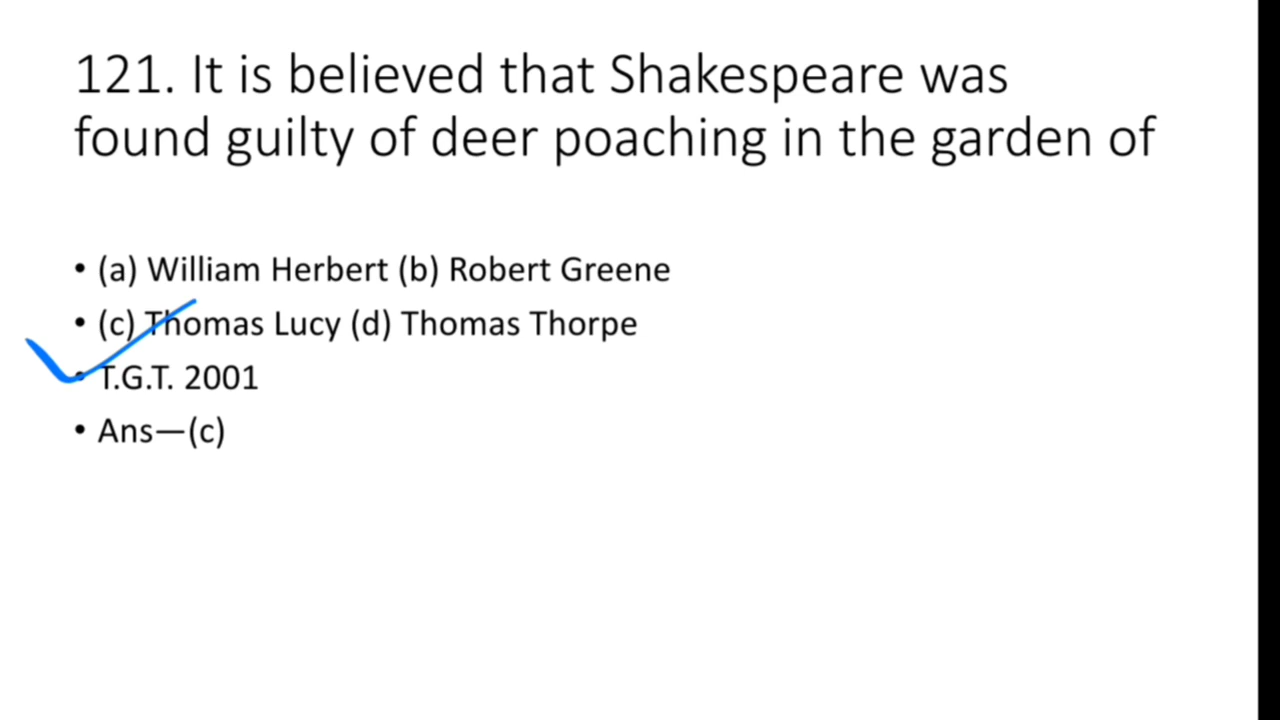 121. It is believed that Shakespeare was
found guilty of deer poaching in the garden of
• (a) William Herbert (b) Robert Greene
• (c) Thomas Lucy (d) Thomas Thorpe
• T.G.T. 2001
• Ans—(c)